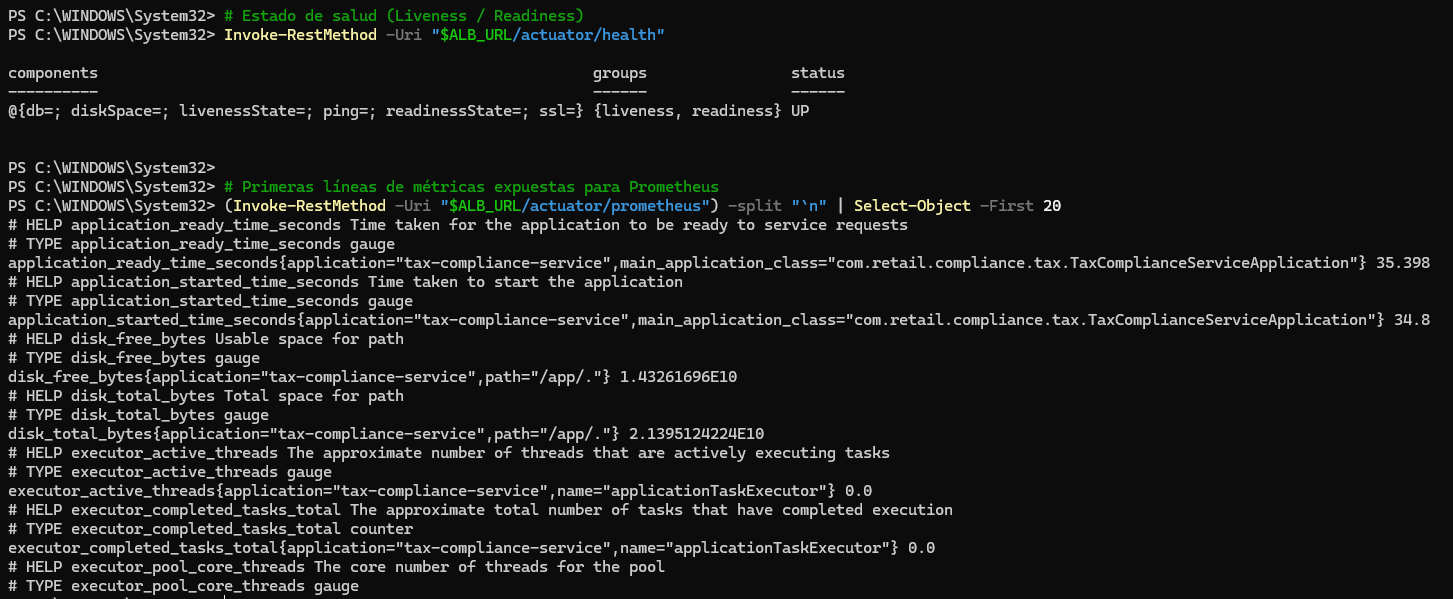 PS C:\WINDOWS\System32> # Estado de salud (Liveness / Readiness)
PS C:\WINDOWS\System32> Invoke-RestMethod -Uri "$ALB_URL/actuator/health"
components groups status
---------- ------ ------
@{db=; diskSpace=; livenessState=; ping=; readinessState=; ssl=} {liveness, readiness} UP
PS C:\WINDOWS\System32>
PS C:\WINDOWS\System32> # Primeras líneas de métricas expuestas para Prometheus
PS C:\WINDOWS\System32> (Invoke-RestMethod -Uri "$ALB_URL/actuator/prometheus") -split "`n" | Select-Object -First 20
# HELP application_ready_time_seconds Time taken for the application to be ready to service requests
# TYPE application_ready_time_seconds gauge
application_ready_time_seconds{application="tax-compliance-service",main_application_class="com.retail.compliance.tax.TaxComplianceServiceApplication"} 35.398
# HELP application_started_time_seconds Time taken to start the application
# TYPE application_started_time_seconds gauge
application_started_time_seconds{application="tax-compliance-service",main_application_class="com.retail.compliance.tax.TaxComplianceServiceApplication"} 34.8
# HELP disk_free_bytes Usable space for path
# TYPE disk_free_bytes gauge
disk_free_bytes{application="tax-compliance-service",path="/app/."} 1.43261696E10
# HELP disk_total_bytes Total space for path
# TYPE disk_total_bytes gauge
disk_total_bytes{application="tax-compliance-service",path="/app/."} 2.1395124224E10
# HELP executor_active_threads The approximate number of threads that are actively executing tasks
# TYPE executor_active_threads gauge
executor_active_threads{application="tax-compliance-service",name="applicationTaskExecutor"} 0.0
# HELP executor_completed_tasks_total The approximate total number of tasks that have completed execution
# TYPE executor_completed_tasks_total counter
executor_completed_tasks_total{application="tax-compliance-service",name="applicationTaskExecutor"} 0.0
# HELP executor_pool_core_threads The core number of threads for the pool
# TYPE executor_pool_core_threads gauge